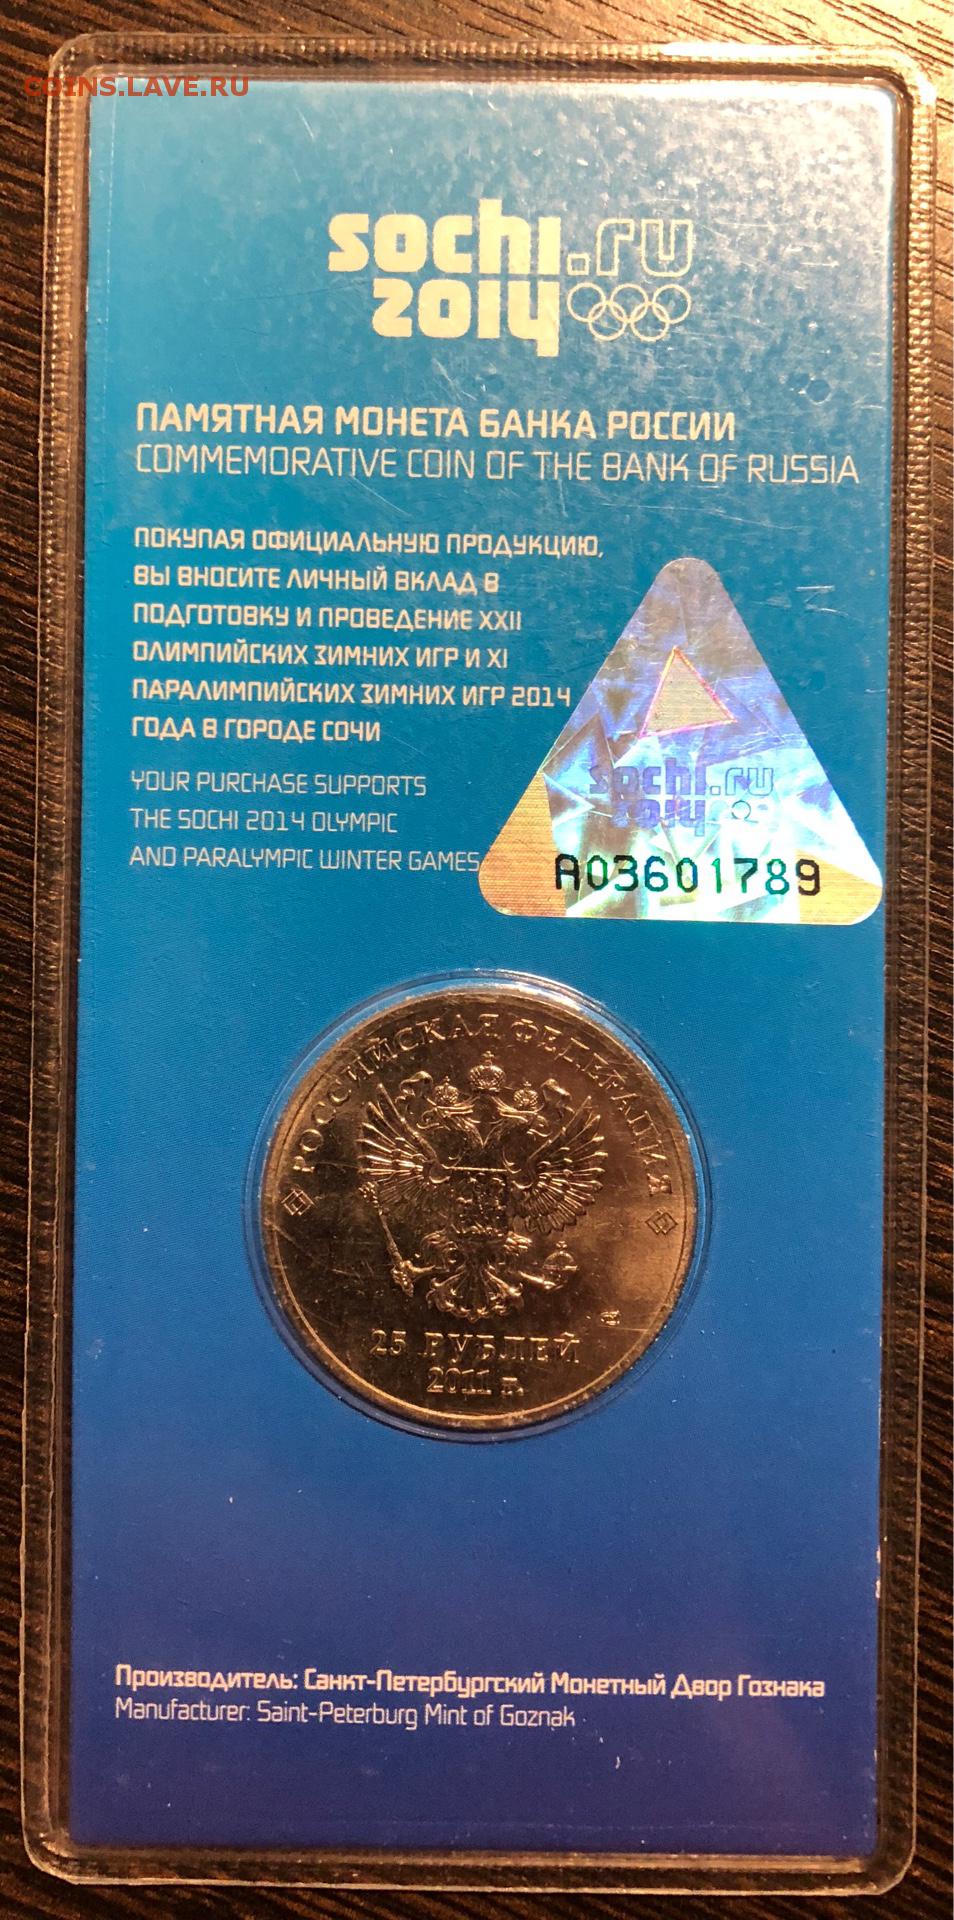 COINS.LAVE.RU
sochi.ru
2014
ПАМЯТНАЯ МОНЕТА БАНКА РОССИИ
COMMEMORATIVE COIN OF THE BANK OF RUSSIA
ПОКУПАЯ ОФИЦИАЛЬНУЮ ПРОДУКЦИЮ,
ВЫ ВНОСИТЕ ЛИЧНЫЙ ВКЛАД В
ПОДГОТОВКУ И ПРОВЕДЕНИЕ XXII
ОЛИМПИЙСКИХ ЗИМНИХ ИГР И XI
ПАРАЛИМПИЙСКИХ ЗИМНИХ ИГР 2014
ГОДА В ГОРОДЕ СОЧИ
YOUR PURCHASE SUPPORTS
THE SOCHI 2014 OLYMPIC
AND PARALYMPIC WINTER GAMES
sochi.ru
2014
A03601789
РОССИЙСКАЯ ФЕДЕРАЦИЯ
25 РУБЛЕЙ
2011 г.
Производитель: Санкт-Петербургский Монетный Двор Гознака
Manufacturer: Saint-Peterburg Mint of Goznak